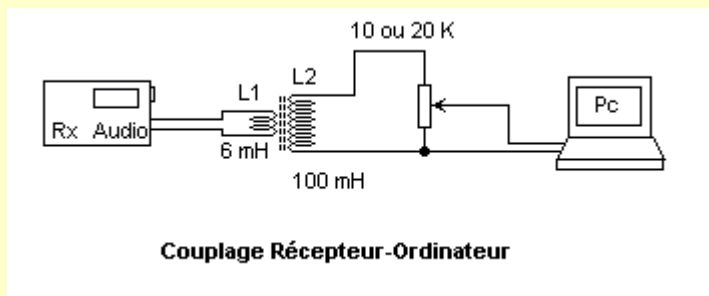 10 ou 20 K
L1
L2
Rx Audio
6 mH
Pc
100 mH
Couplage Récepteur-Ordinateur